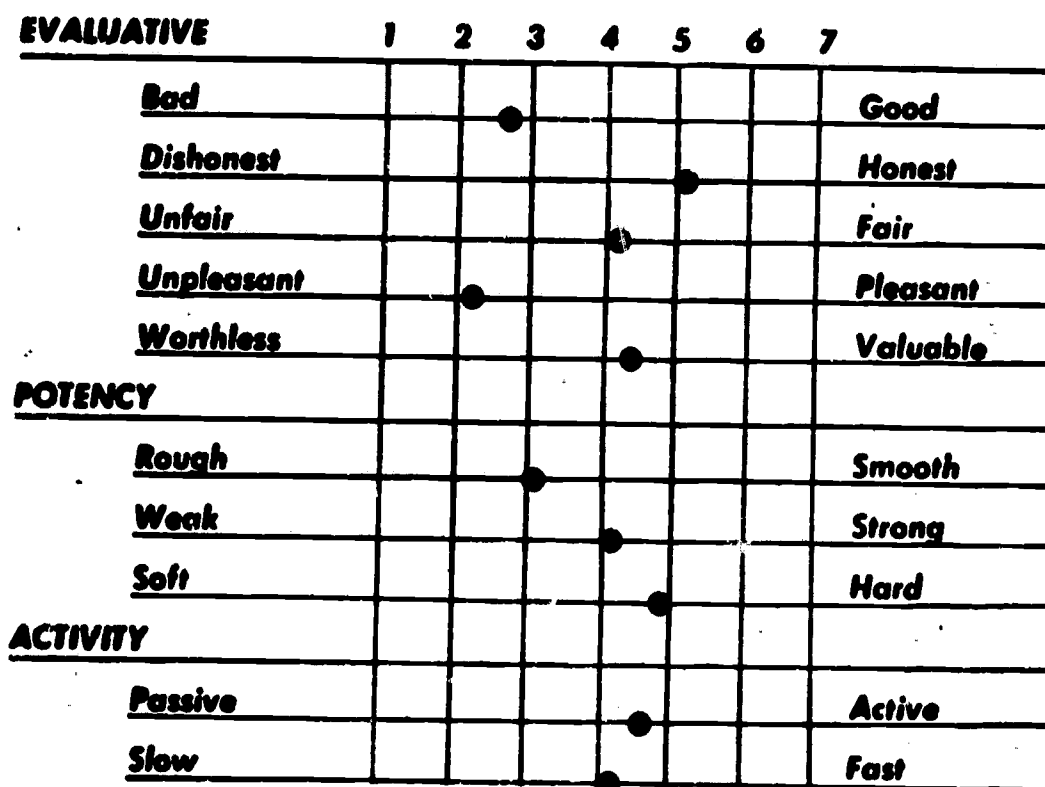 EVALUATIVE 1 2 3 4 5 6 7
Bad Good
Dishonest Honest
Unfair Fair
Unpleasant Pleasant
Worthless Valuable
POTENCY
Rough Smooth
Weak Strong
Soft Hard
ACTIVITY
Passive Active
Slow Fast